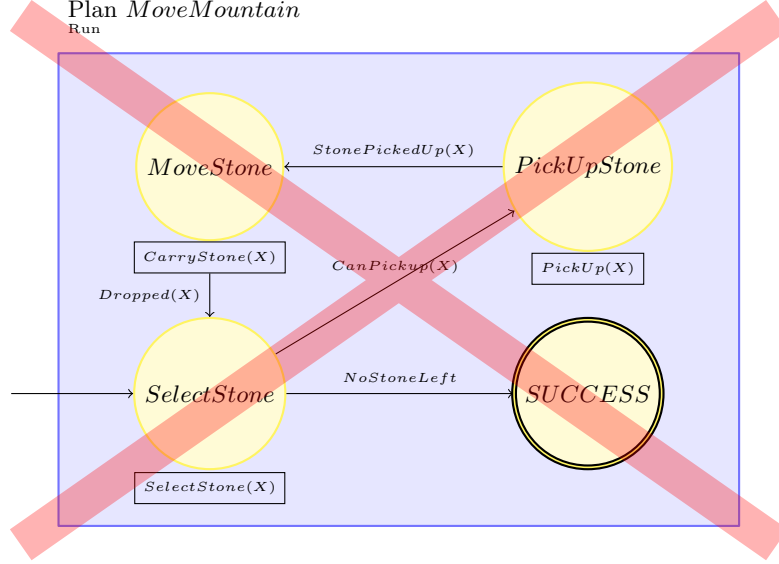 Plan MoveMountain
Run
StonePickedUp(X)
MoveStone
PickUpStone
CarryStone(X)
CanPickup(X)
PickUp(X)
Dropped(X)
NoStoneLeft
SelectStone
SUCCESS
SelectStone(X)